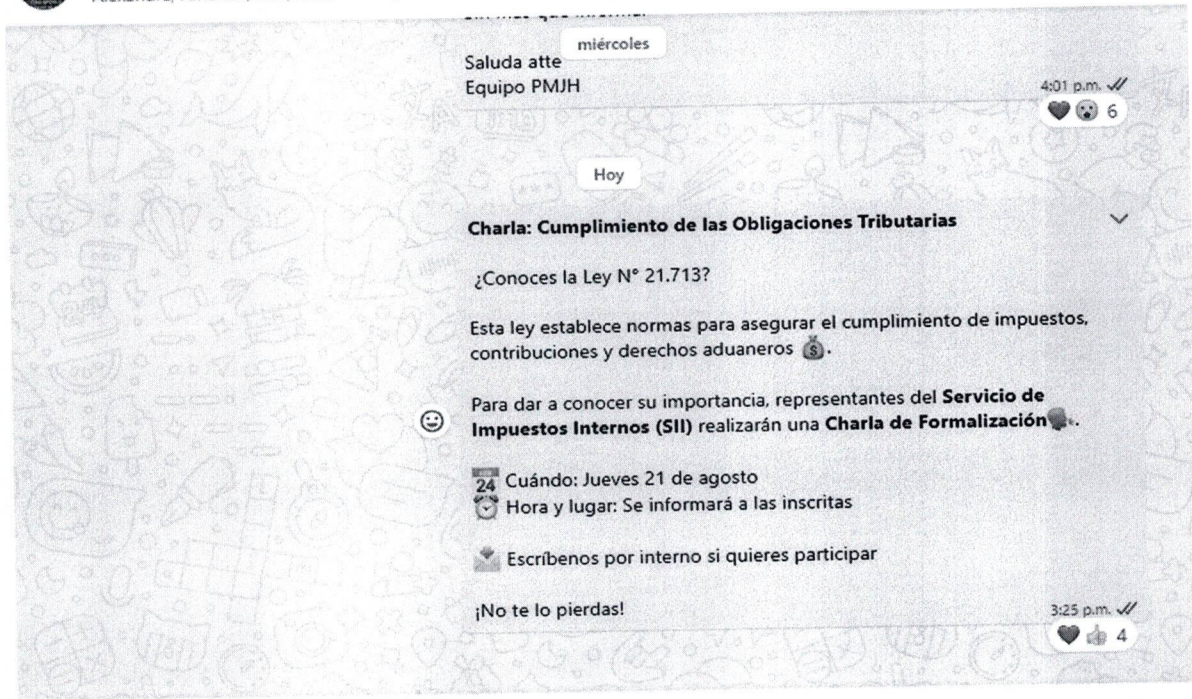 miércoles
Saluda atte
Equipo PMJH
4:01 p.m.
6
Hoy
Charla: Cumplimiento de las Obligaciones Tributarias
¿Conoces la Ley N° 21.713?
Esta ley establece normas para asegurar el cumplimiento de impuestos,
contribuciones y derechos aduaneros 💰.
Para dar a conocer su importancia, representantes del Servicio de
Impuestos Internos (SII) realizarán una Charla de Formalización🗣️.
24 Cuándo: Jueves 21 de agosto
⏰ Hora y lugar: Se informará a las inscritas
📩 Escríbenos por interno si quieres participar
¡No te lo pierdas!
3:25 p.m.
4